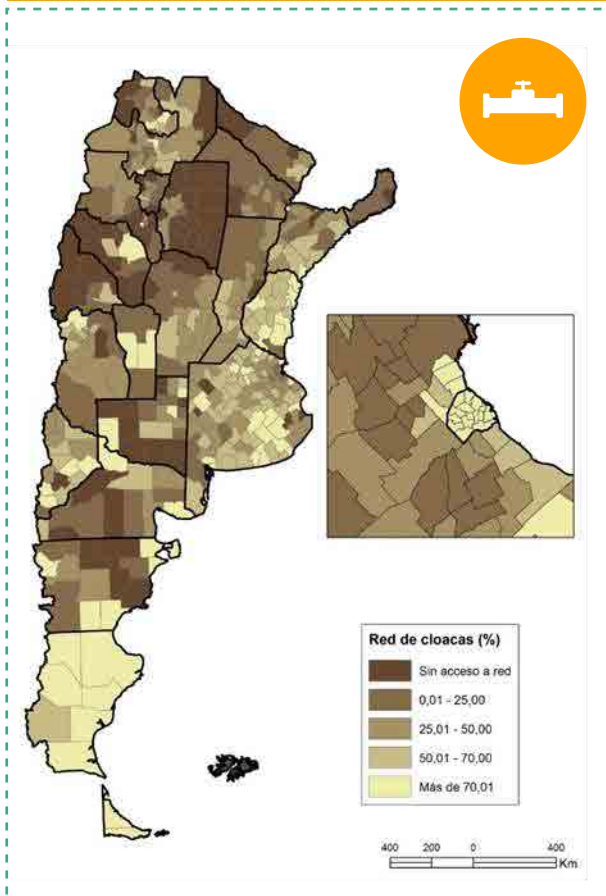 Red de cloacas (%)
Sin acceso a red
0,01 - 25,00
25,01 - 50,00
50,01 - 70,00
Más de 70,01
400 200 0 400
Km